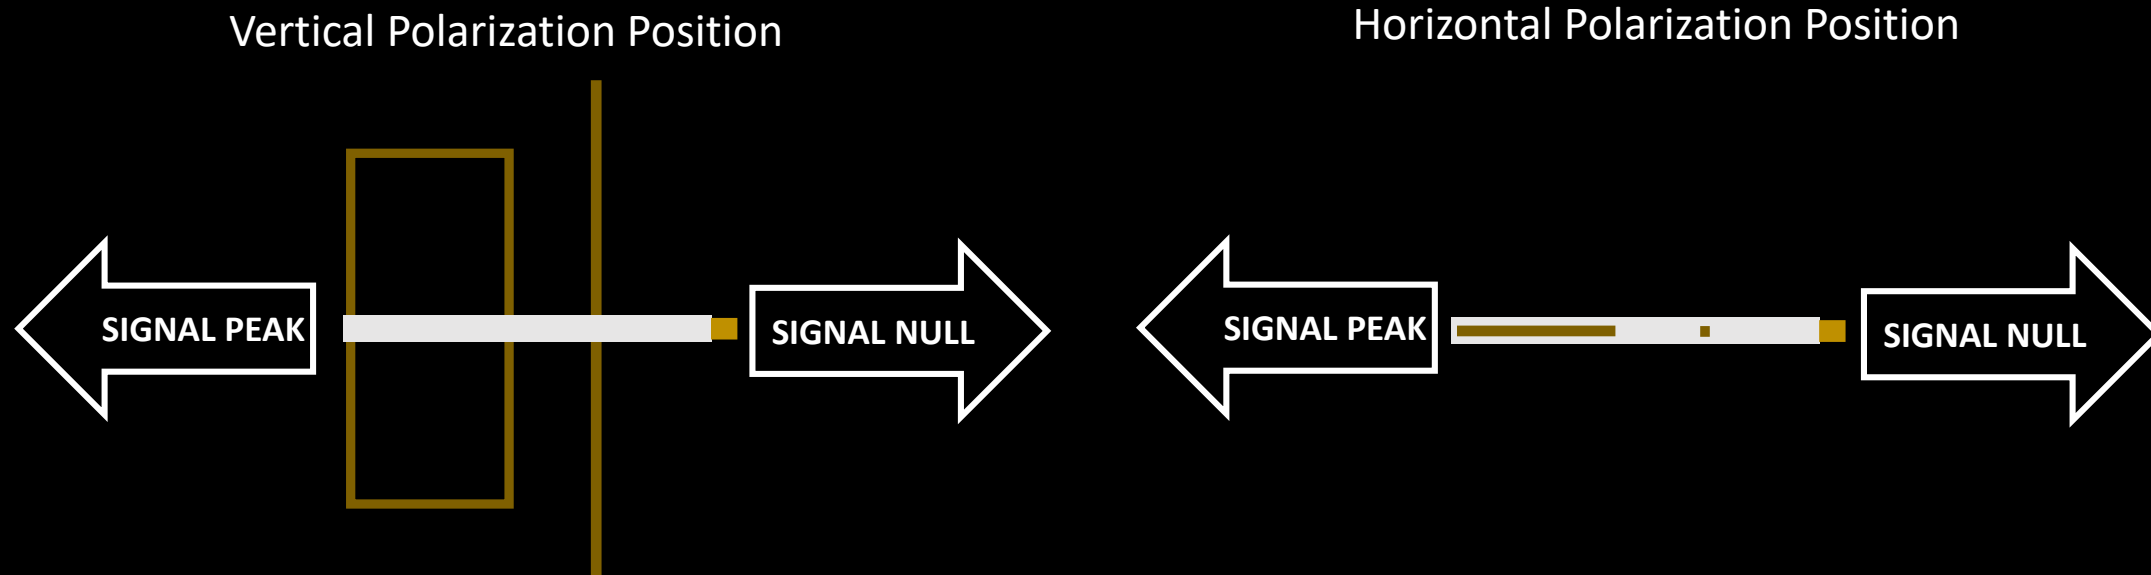 Vertical Polarization Position
Horizontal Polarization Position
SIGNAL PEAK
SIGNAL NULL
SIGNAL PEAK
SIGNAL NULL